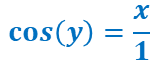 cos(y) = x/1